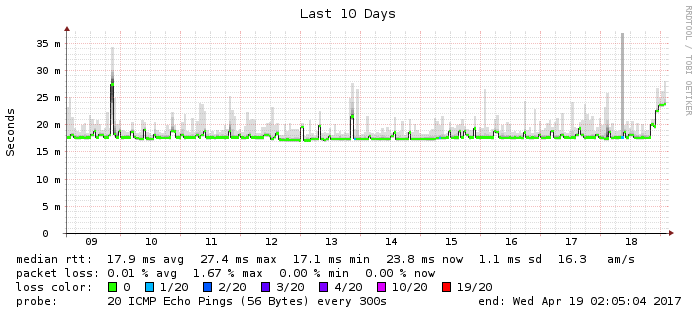 Last 10 Days
RRDTOOL / TOBI OETIKER
Seconds
35 m
30 m
25 m
20 m
15 m
10 m
5 m
0
09 10 11 12 13 14 15 16 17 18
median rtt: 17.9 ms avg 27.4 ms max 17.1 ms min 23.8 ms now 1.1 ms sd 16.3 am/s
packet loss: 0.01 % avg 1.67 % max 0.00 % min 0.00 % now
loss color: 0 1/20 2/20 3/20 4/20 10/20 19/20
probe: 20 ICMP Echo Pings (56 Bytes) every 300s end: Wed Apr 19 02:05:04 2017